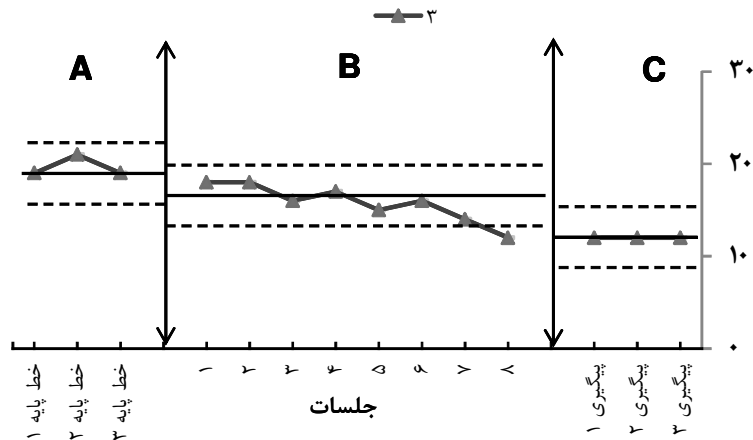 ۳
A
B
C
۳۰
۲۰
۱۰
۰
خط پایه ۱
خط پایه ۲
خط پایه ۳
۱
۲
۳
۴
۵
۶
۷
۸
پیگیری ۱
پیگیری ۲
پیگیری ۳
جلسات